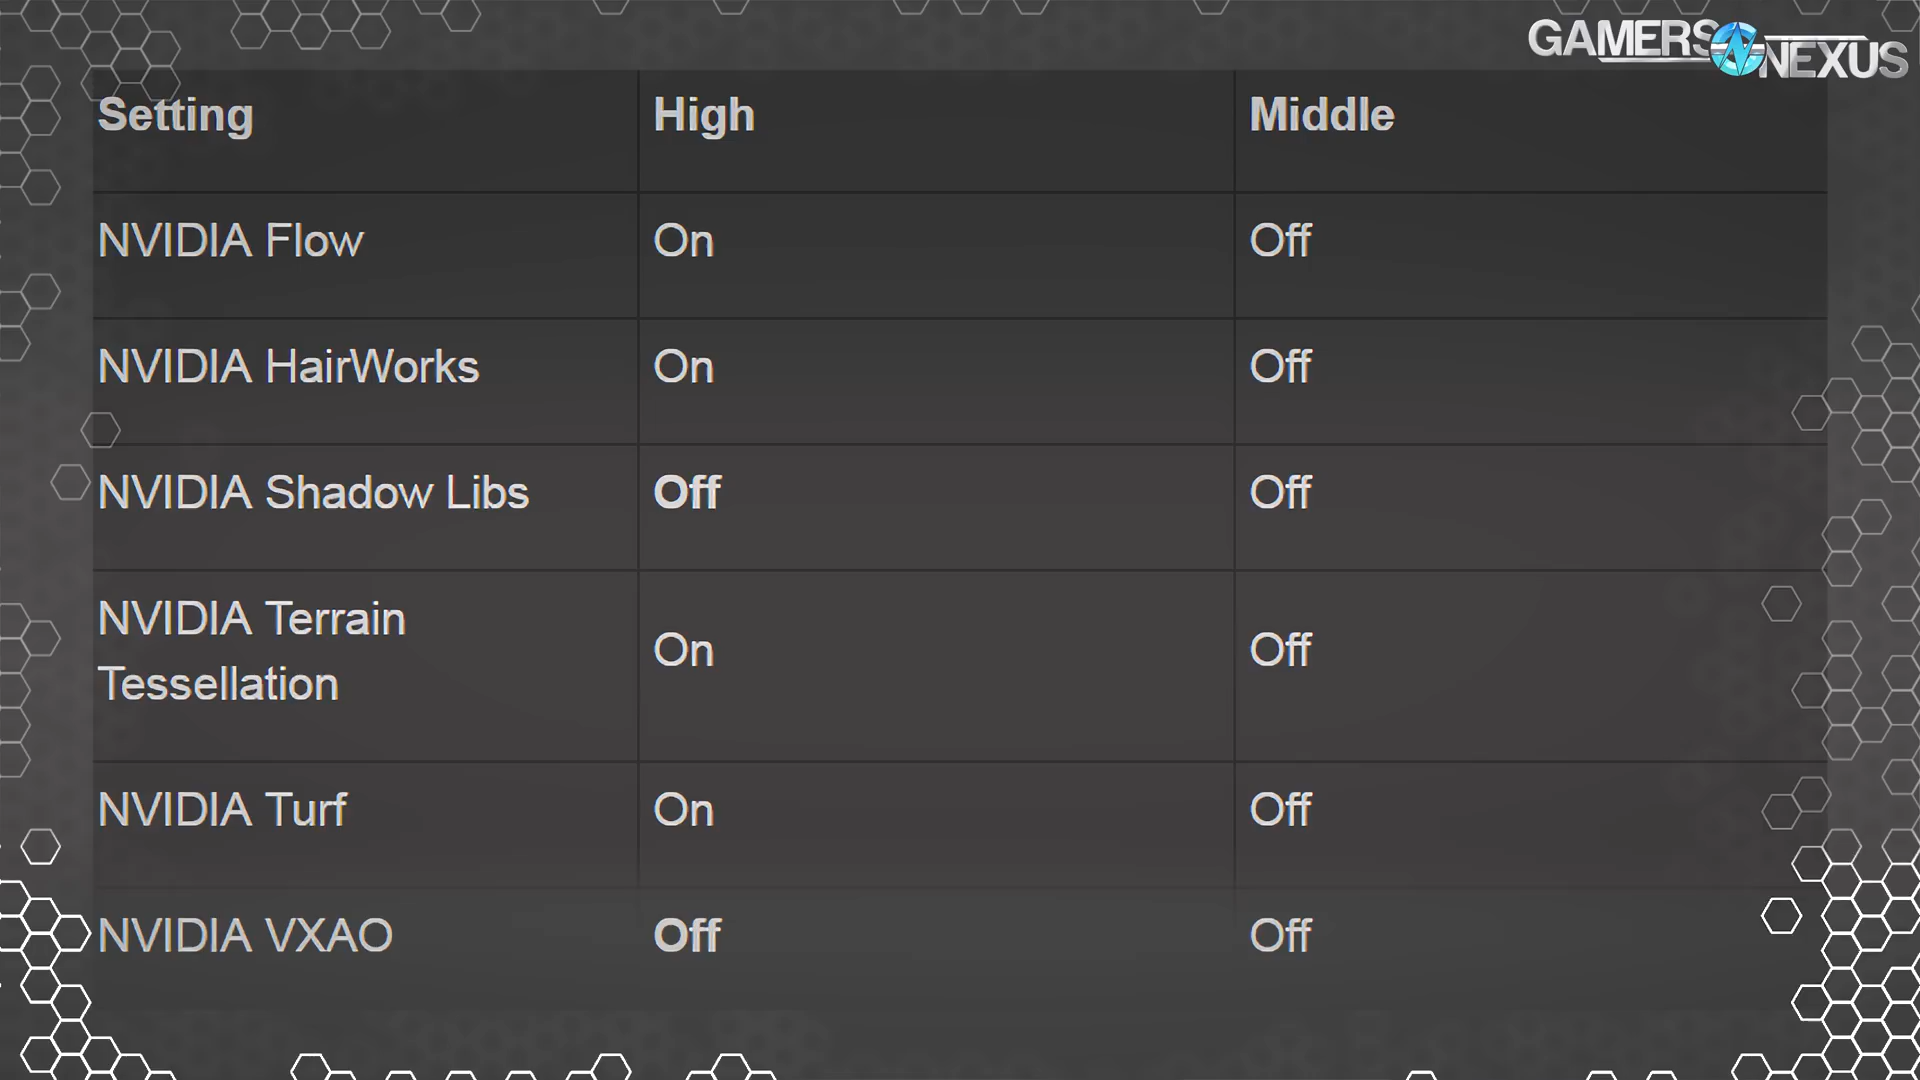 GAMERS NEXUS
Setting High Middle
NVIDIA Flow On Off
NVIDIA HairWorks On Off
NVIDIA Shadow Libs Off Off
NVIDIA Terrain
Tessellation On Off
NVIDIA Turf On Off
NVIDIA VXAO Off Off